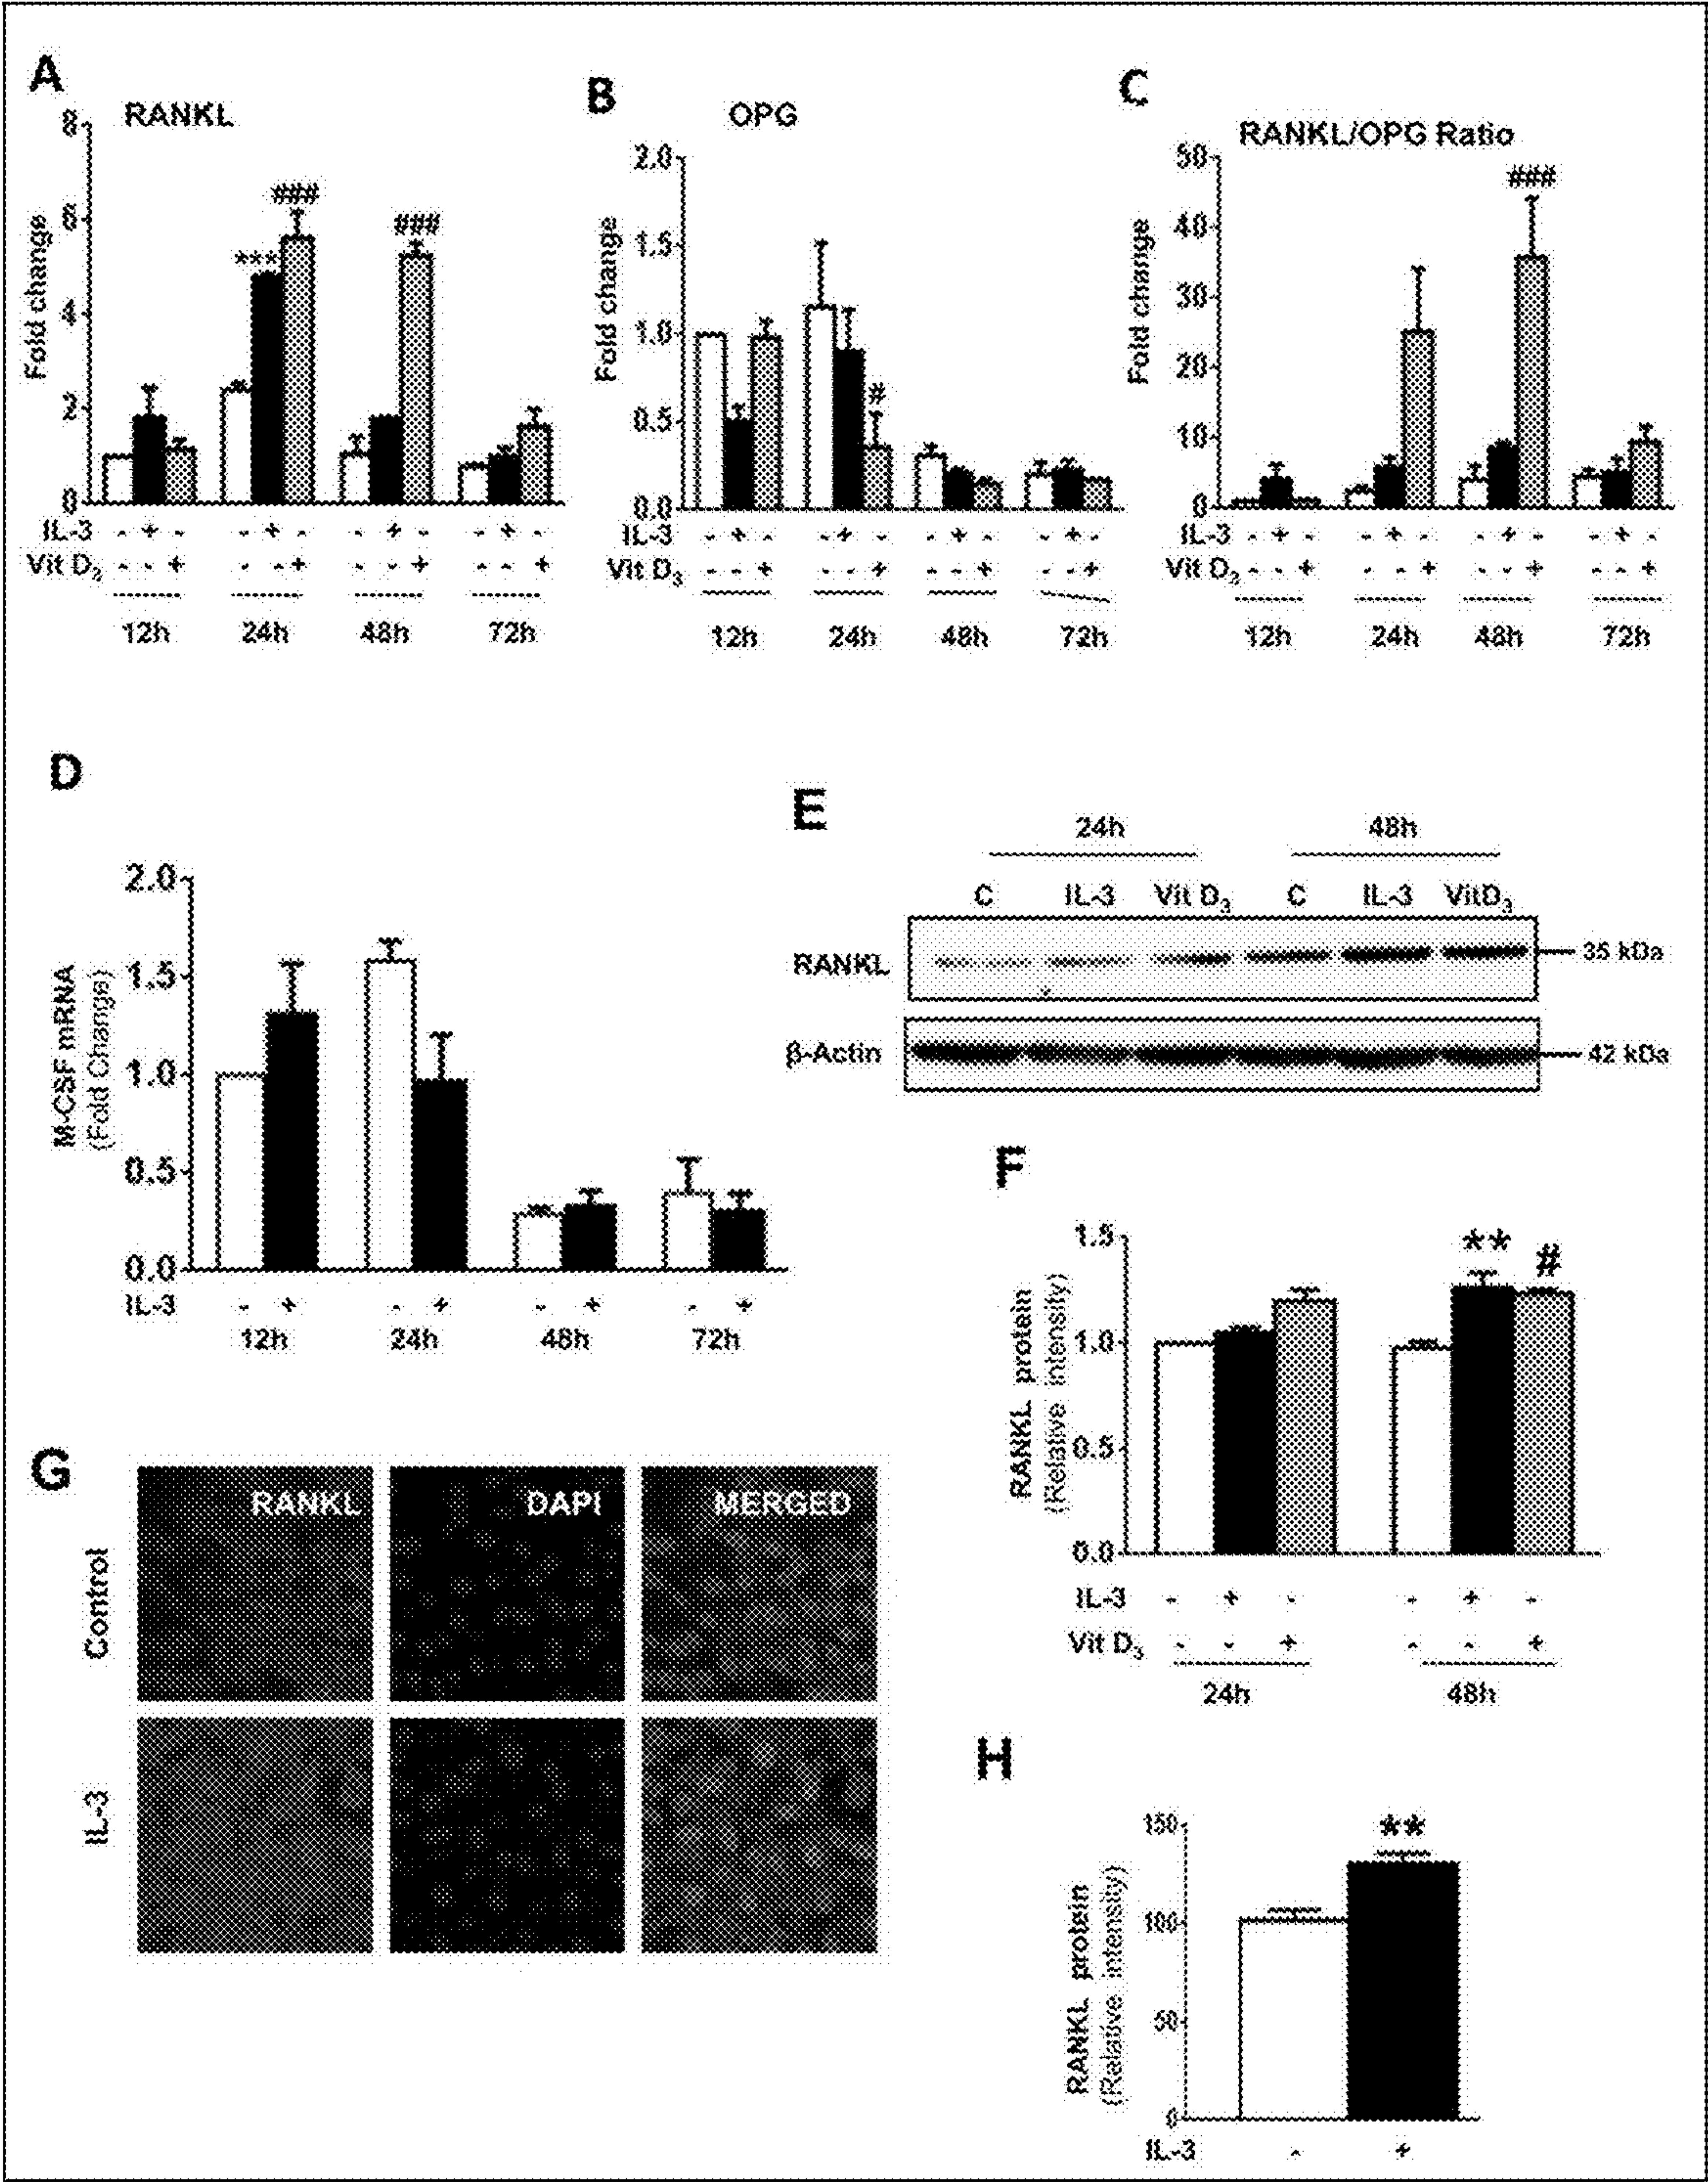 A
RANKL
Fold change
8
6
4
2
0
***
###
###
IL-3 - + - - + - - + - - + -
Vit D3 - - + - - + - - + - - +
12h 24h 48h 72h
B
OPG
Fold change
2.0
1.5
1.0
0.5
0.0
#
IL-3 - + - - + - - + - - + -
Vit D3 - - + - - + - - + - - +
12h 24h 48h 72h
C
RANKL/OPG Ratio
Fold change
50
40
30
20
10
0
###
IL-3 - + - - + - - + - - + -
Vit D3 - - + - - + - - + - - +
12h 24h 48h 72h
D
M-CSF mRNA
(Fold Change)
2.0
1.5
1.0
0.5
0.0
IL-3 - + - + - + - +
12h 24h 48h 72h
E
24h 48h
C IL-3 Vit D3 C IL-3 VitD3
RANKL 35 kDa
β-Actin 42 kDa
F
RANKL protein
(Relative intensity)
1.5
1.0
0.5
0.0
** #
IL-3 - + - - + -
Vit D3 - - + - - +
24h 48h
G
RANKL DAPI MERGED
Control
IL-3
H
RANKL protein
(Relative intensity)
150
100
50
0
**
IL-3 - +